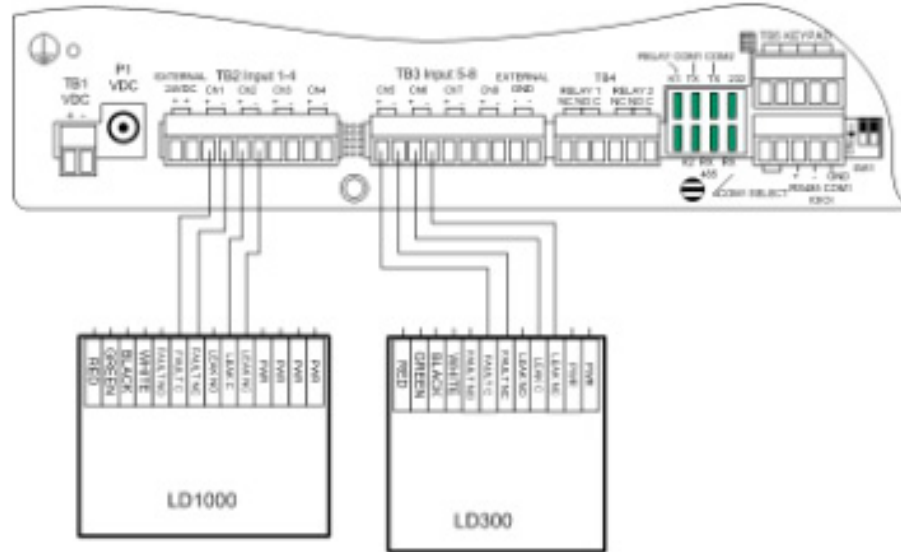 TB1
VDC
+ -
P1
VDC
EXTERNAL
24VDC
+ +
TB2 Input 1-4
Ch1 Ch2 Ch3 Ch4
+ - + - + - + -
TB3 Input 5-8
Ch5 Ch6 Ch7 Ch8
+ - + - + - + -
EXTERNAL
GND
- -
TB4
RELAY 1 RELAY 2
NC NO C NC NO C
RELAY COM1 COM2
K1 TX TX 232
K2 RX RX
485
COM1 SELECT
TB5 KEYPAD
+ - GND
RS485 COM1
SW1
RED
GREEN
BLACK
WHITE
FAULT NO
FAULT C
FAULT NC
LEAK NO
LEAK C
LEAK NC
PWR
PWR
PWR
PWR
LD1000
RED
GREEN
BLACK
WHITE
FAULT NO
FAULT C
FAULT NC
LEAK NO
LEAK C
LEAK NC
PWR
PWR
LD300